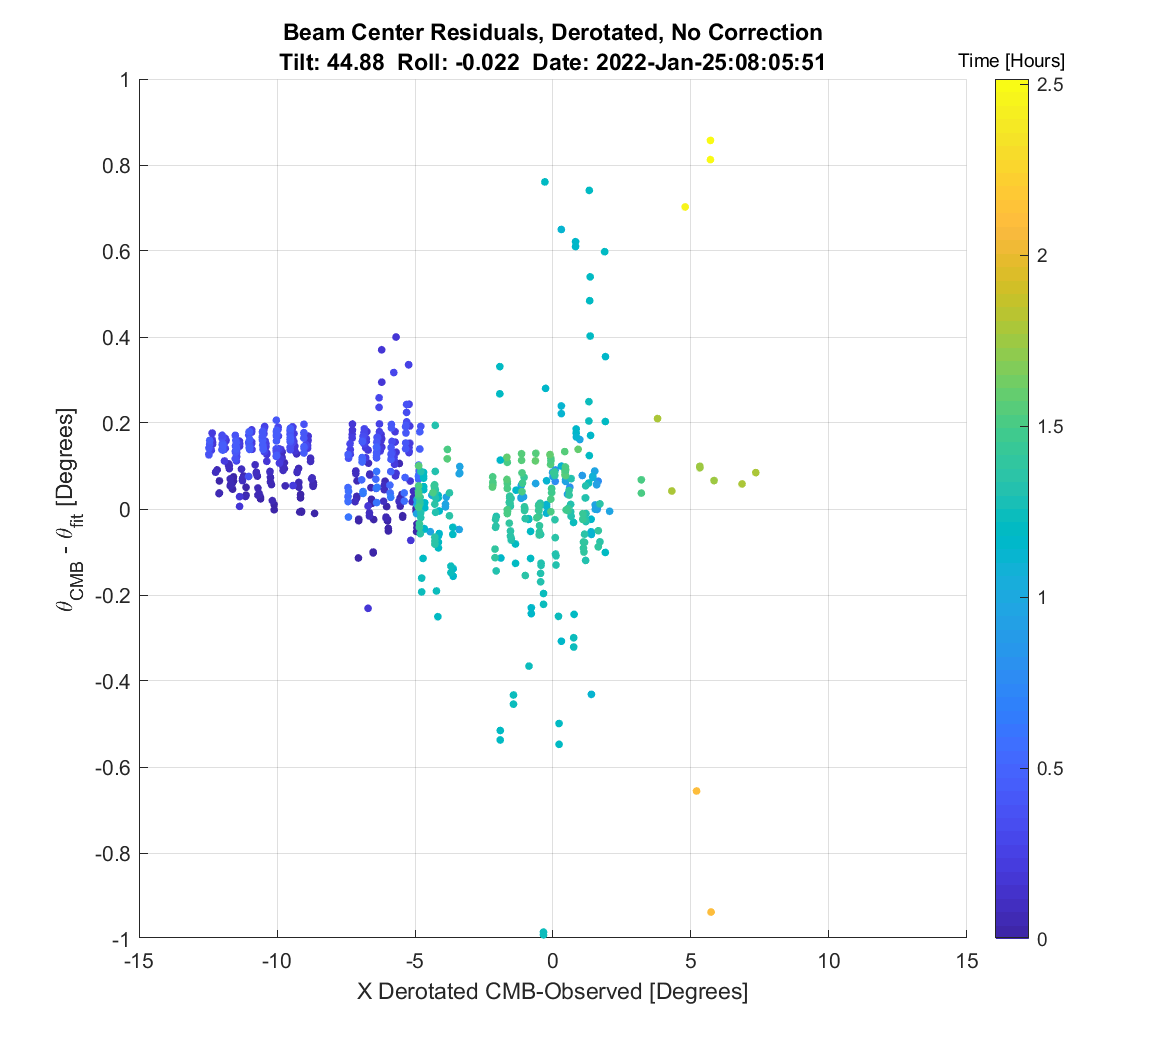 Beam Center Residuals, Derotated, No Correction
Tilt: 44.88 Roll: -0.022 Date: 2022-Jan-25:08:05:51
Time [Hours]
1
0.8
0.6
0.4
0.2
0
-0.2
-0.4
-0.6
-0.8
-1
θCMB - θfit [Degrees]
-15 -10 -5 0 5 10 15
X Derotated CMB-Observed [Degrees]
2.5
2
1.5
1
0.5
0